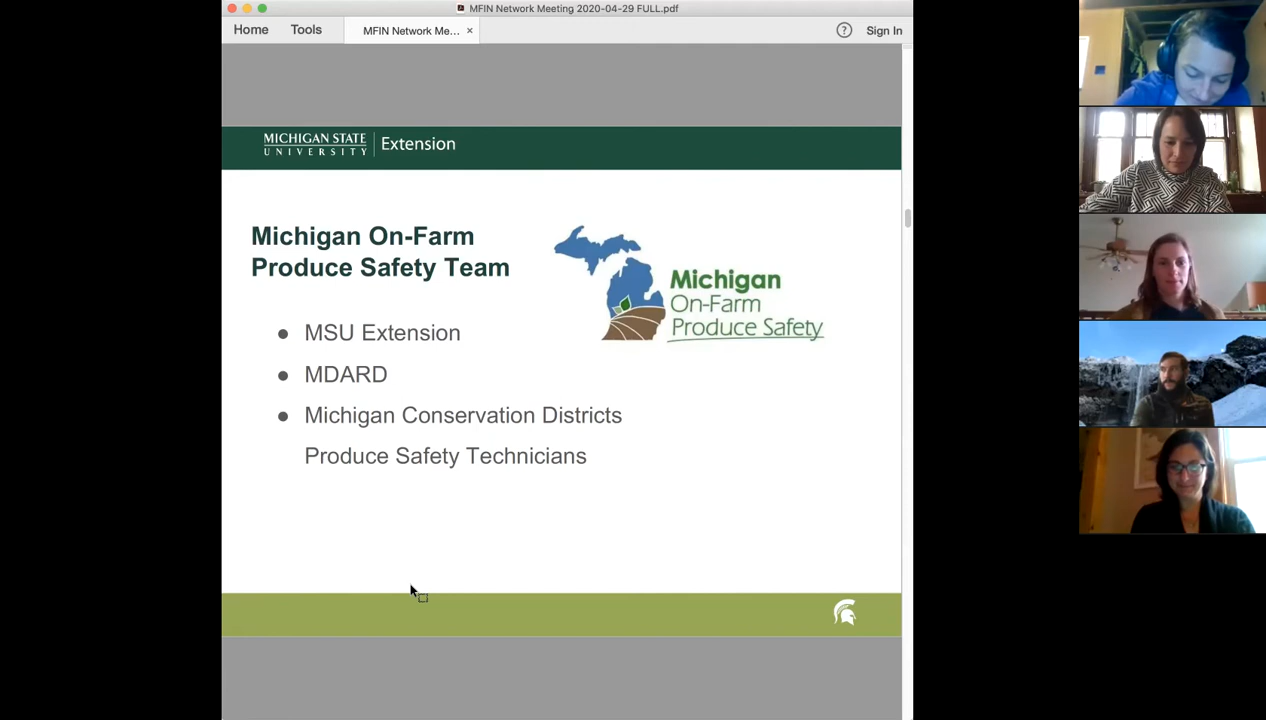 MFIN Network Meeting 2020-04-29 FULL.pdf
Home Tools MFIN Network Me... × ? Sign In
MICHIGAN STATE
UNIVERSITY Extension
Michigan On-Farm
Produce Safety Team
Michigan
On-Farm
Produce Safety
● MSU Extension
● MDARD
● Michigan Conservation Districts
Produce Safety Technicians